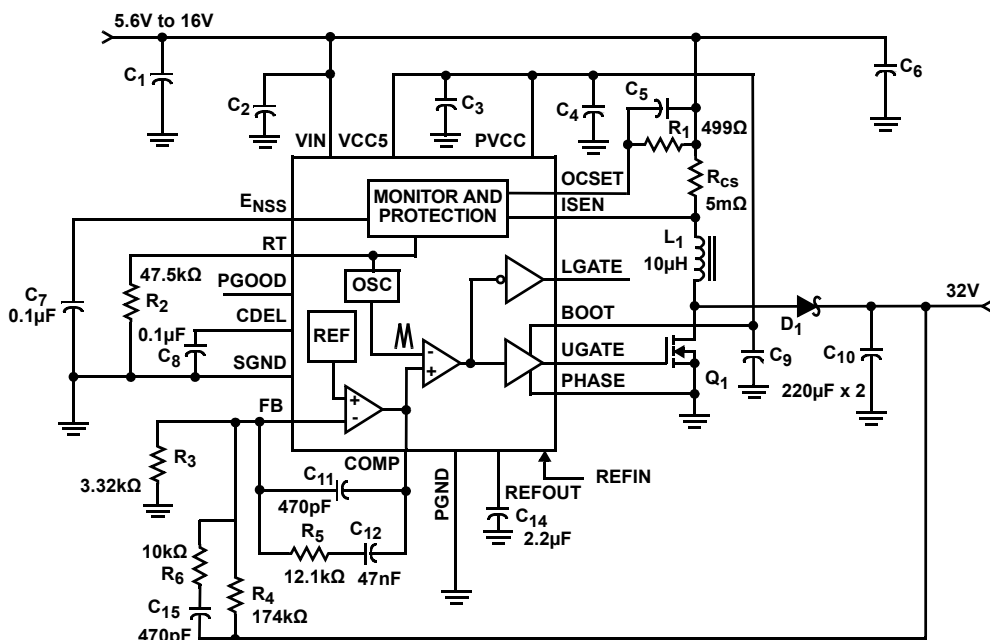 5.6V to 16V
C1
C2
C3
C4
C5
C6
R1 499Ω
VIN VCC5 PVCC
OCSET
RCS
5mΩ
MONITOR AND
PROTECTION
ENSS
ISEN
RT
L1
10µH
47.5kΩ
PGOOD
OSC
LGATE
C7
0.1µF
R2
CDEL
0.1µF
C8
REF
BOOT
32V
D1
SGND
UGATE
PHASE
Q1
C9
C10
220µF x 2
- +
+ -
FB
R3
3.32kΩ
COMP
C11
470pF
PGND
REFOUT
REFIN
C14
2.2µF
R5
12.1kΩ
C12
47nF
10kΩ
R6
C15
470pF
R4
174kΩ